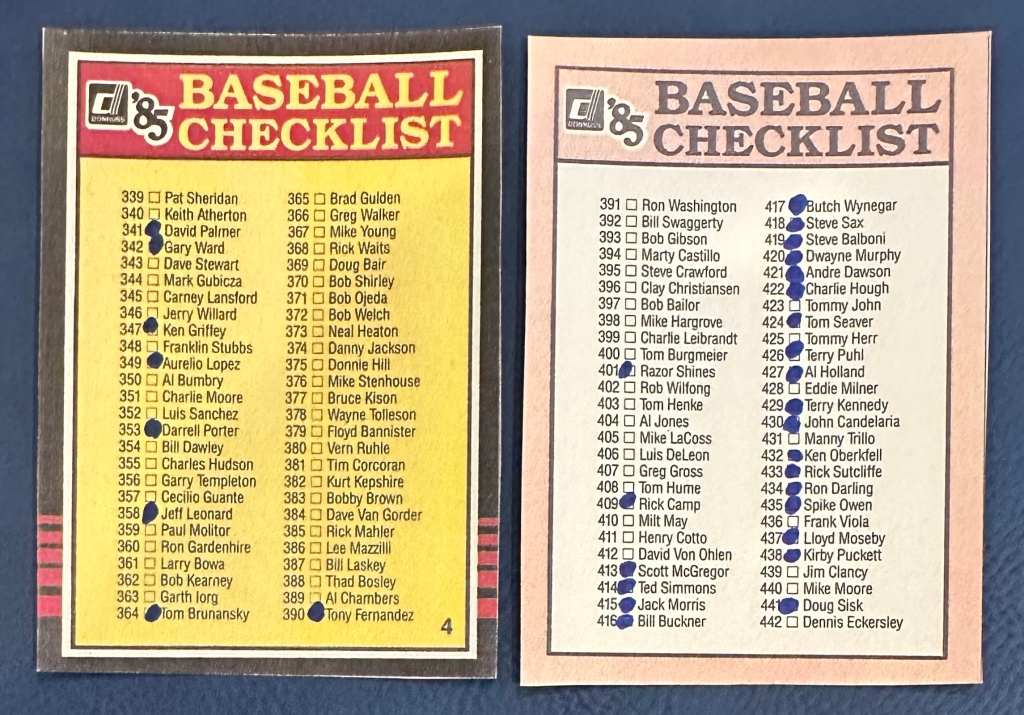 DONRUSS '85
BASEBALL
CHECKLIST
339 Pat Sheridan
340 Keith Atherton
341 David Palmer
342 Gary Ward
343 Dave Stewart
344 Mark Gubicza
345 Carney Lansford
346 Jerry Willard
347 Ken Griffey
348 Franklin Stubbs
349 Aurelio Lopez
350 Al Bumbry
351 Charlie Moore
352 Luis Sanchez
353 Darrell Porter
354 Bill Dawley
355 Charles Hudson
356 Garry Templeton
357 Cecilio Guante
358 Jeff Leonard
359 Paul Molitor
360 Ron Gardenhire
361 Larry Bowa
362 Bob Kearney
363 Garth Iorg
364 Tom Brunansky
365 Brad Gulden
366 Greg Walker
367 Mike Young
368 Rick Waits
369 Doug Bair
370 Bob Shirley
371 Bob Ojeda
372 Bob Welch
373 Neal Heaton
374 Danny Jackson
375 Donnie Hill
376 Mike Stenhouse
377 Bruce Kison
378 Wayne Tolleson
379 Floyd Bannister
380 Vern Ruhle
381 Tim Corcoran
382 Kurt Kepshire
383 Bobby Brown
384 Dave Van Gorder
385 Rick Mahler
386 Lee Mazzilli
387 Bill Laskey
388 Thad Bosley
389 Al Chambers
390 Tony Fernandez
4
DONRUSS '85
BASEBALL
CHECKLIST
391 Ron Washington
392 Bill Swaggerty
393 Bob Gibson
394 Marty Castillo
395 Steve Crawford
396 Clay Christiansen
397 Bob Bailor
398 Mike Hargrove
399 Charlie Leibrandt
400 Tom Burgmeier
401 Razor Shines
402 Rob Wilfong
403 Tom Henke
404 Al Jones
405 Mike LaCoss
406 Luis DeLeon
407 Greg Gross
408 Tom Hume
409 Rick Camp
410 Milt May
411 Henry Cotto
412 David Von Ohlen
413 Scott McGregor
414 Ted Simmons
415 Jack Morris
416 Bill Buckner
417 Butch Wynegar
418 Steve Sax
419 Steve Balboni
420 Dwayne Murphy
421 Andre Dawson
422 Charlie Hough
423 Tommy John
424 Tom Seaver
425 Tommy Herr
426 Terry Puhl
427 Al Holland
428 Eddie Milner
429 Terry Kennedy
430 John Candelaria
431 Manny Trillo
432 Ken Oberkfell
433 Rick Sutcliffe
434 Ron Darling
435 Spike Owen
436 Frank Viola
437 Lloyd Moseby
438 Kirby Puckett
439 Jim Clancy
440 Mike Moore
441 Doug Sisk
442 Dennis Eckersley